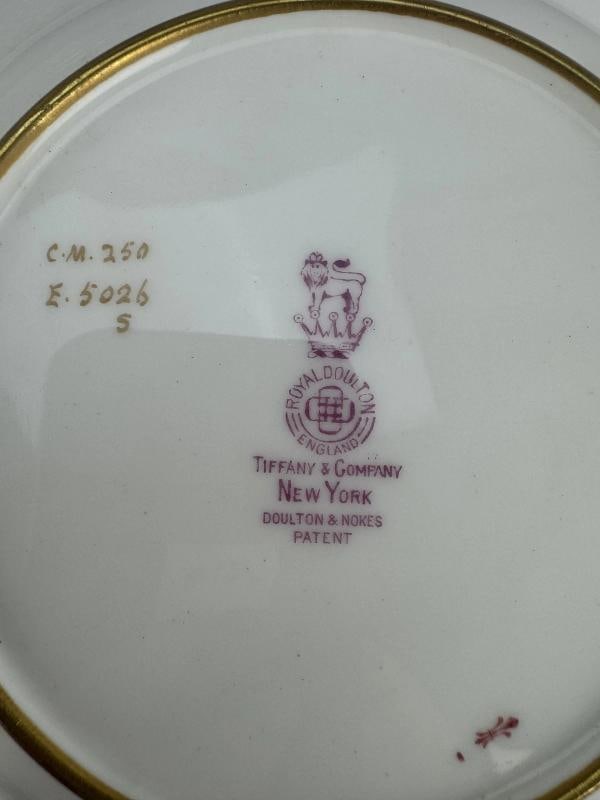 C.M. 250
E. 5026
S
ROYAL DOULTON
ENGLAND
TIFFANY & COMPANY
NEW YORK
DOULTON & NOKES
PATENT